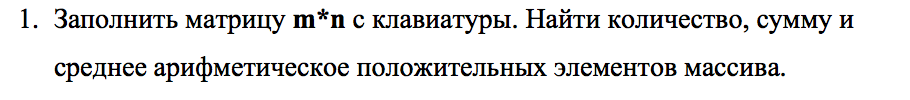 1. Заполнить матрицу m*n с клавиатуры. Найти количество, сумму и
среднее арифметическое положительных элементов массива.